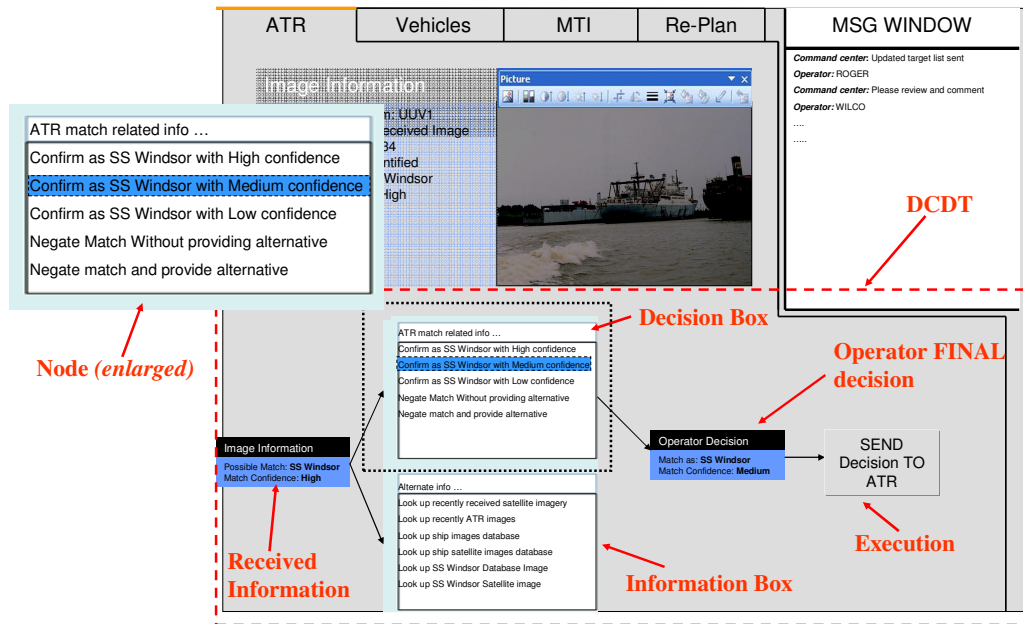 ATR
Vehicles
MTI
Re-Plan
MSG WINDOW
Command center: Updated target list sent
Operator: ROGER
Command center: Please review and comment
Operator: WILCO
....
.....
Image Information
m: UUV1
eceived Image
34
ntified
Windsor
High
Picture
ATR match related info …
Confirm as SS Windsor with High confidence
Confirm as SS Windsor with Medium confidence
Confirm as SS Windsor with Low confidence
Negate Match Without providing alternative
Negate match and provide alternative
Node (enlarged)
DCDT
Decision Box
ATR match related info …
Confirm as SS Windsor with High confidence
Confirm as SS Windsor with Medium confidence
Confirm as SS Windsor with Low confidence
Negate Match Without providing alternative
Negate match and provide alternative
Operator FINAL
decision
Image Information
Possible Match: SS Windsor
Match Confidence: High
Operator Decision
Match as: SS Windsor
Match Confidence: Medium
SEND
Decision TO
ATR
Alternate info …
Look up recently received satellite imagery
Look up recently ATR images
Look up ship images database
Look up ship satellite images database
Look up SS Windsor Database Image
Look up SS Windsor Satellite image
Received
Information
Information Box
Execution